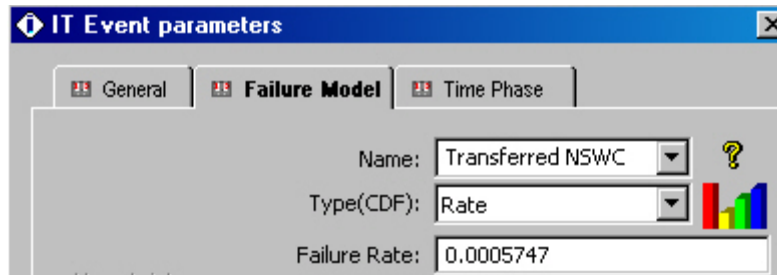 IT Event parameters
General Failure Model Time Phase
Name: Transferred NSWC
Type(CDF): Rate
Failure Rate: 0.0005747